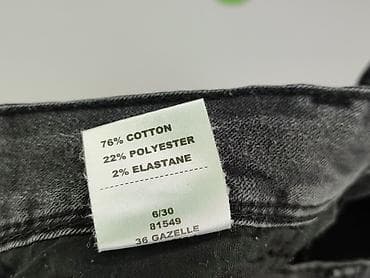 76% COTTON
22% POLYESTER
2% ELASTANE
6/30
81549
36 GAZELLE